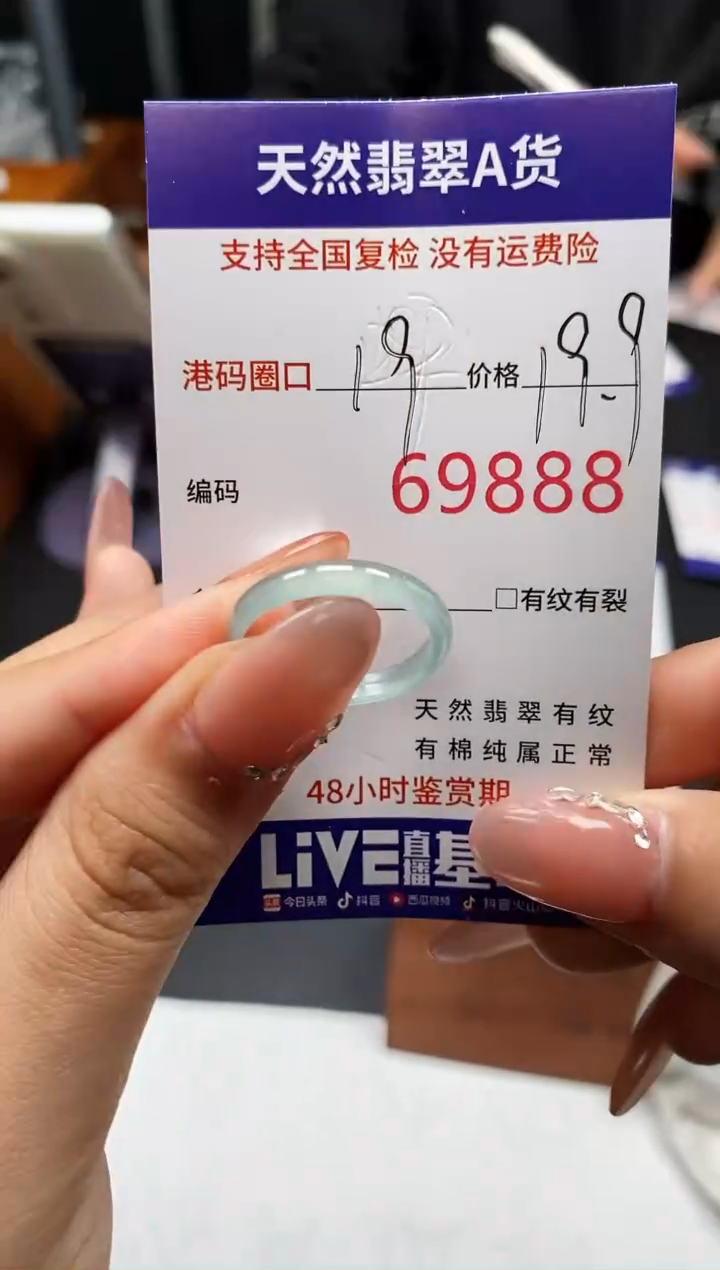 天然翡翠A货
支持全国复检 没有运费险
港码圈口 19 价格 19.9
编码 69888
□有纹有裂
天然翡翠有纹
有棉纯属正常
48小时鉴赏期
LiVE直播基
今日头条 抖音 西瓜视频 抖音火山